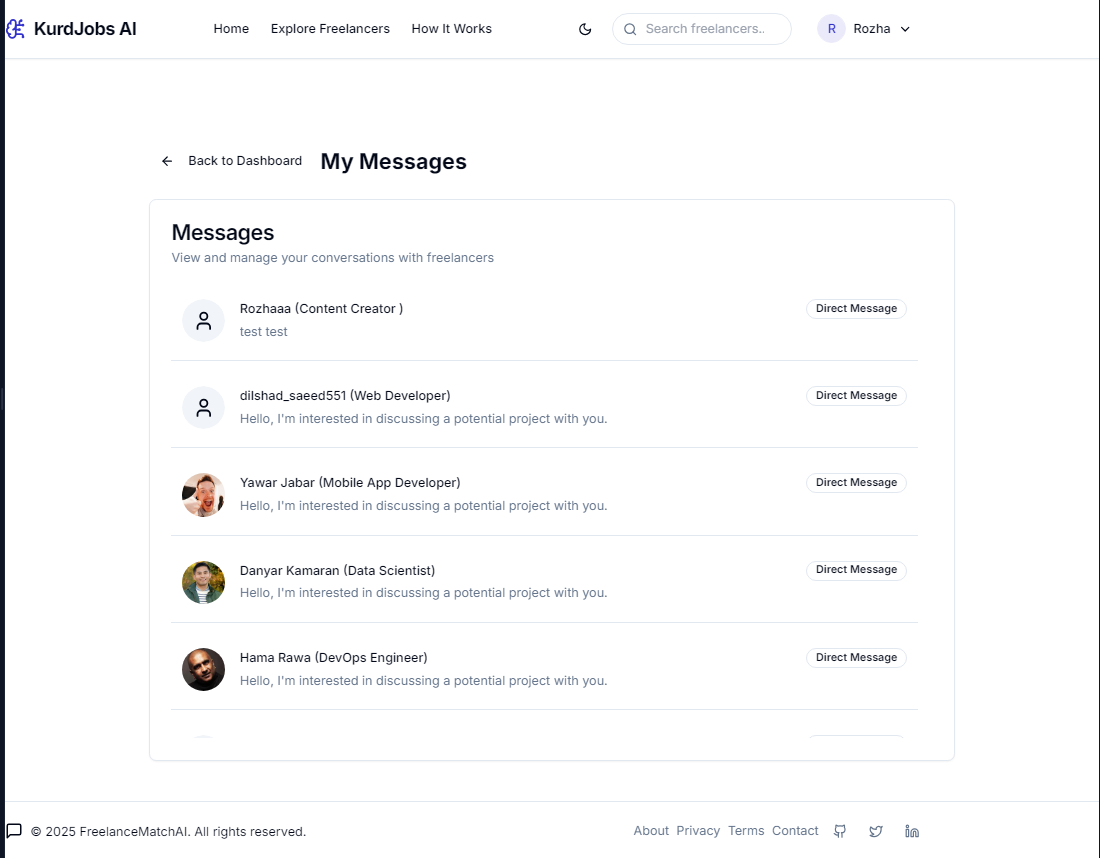 KurdJobs AI Home Explore Freelancers How It Works Search freelancers.. R Rozha
Back to Dashboard My Messages
Messages
View and manage your conversations with freelancers
Rozhaaa (Content Creator ) Direct Message
test test
dilshad_saeed551 (Web Developer) Direct Message
Hello, I'm interested in discussing a potential project with you.
Yawar Jabar (Mobile App Developer) Direct Message
Hello, I'm interested in discussing a potential project with you.
Danyar Kamaran (Data Scientist) Direct Message
Hello, I'm interested in discussing a potential project with you.
Hama Rawa (DevOps Engineer) Direct Message
Hello, I'm interested in discussing a potential project with you.
© 2025 FreelanceMatchAI. All rights reserved. About Privacy Terms Contact